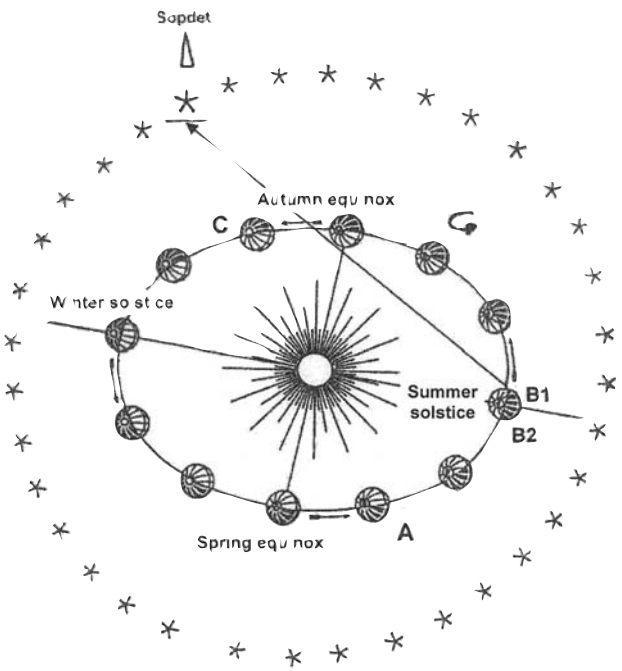 Sopdet
Autumn equ nox
C
W nter so st ce
Summer
solstice
B1
B2
Spring equ nox
A